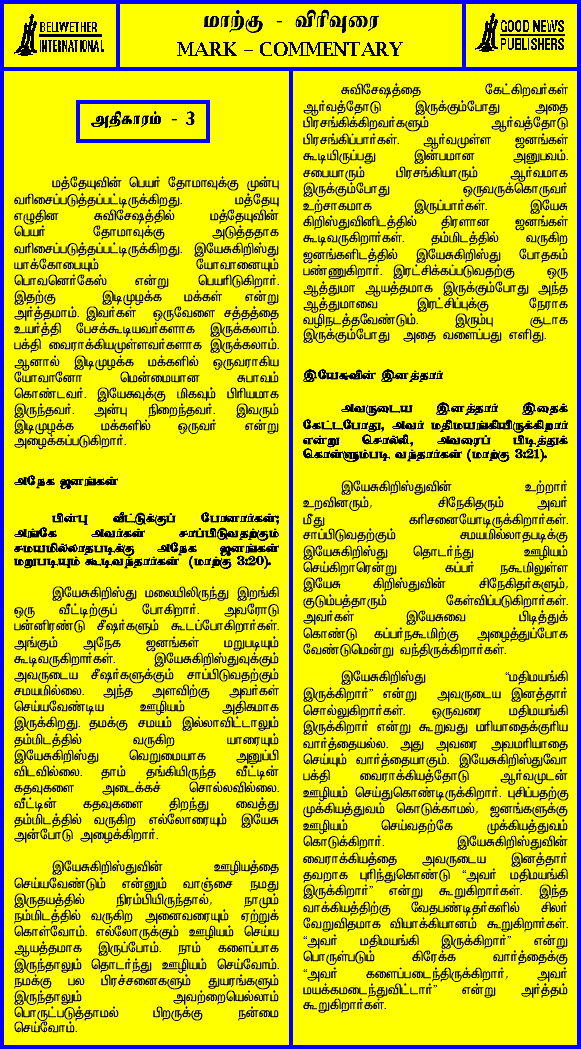 BELLWETHER
INTERNATIONAL
மாற்கு - விரிவுரை
MARK – COMMENTARY
GOOD NEWS
PUBLISHERS
அதிகாரம் - 3
மத்தேயுவின் பெயர் தோமாவுக்கு முன்பு
வரிசைப்படுத்தப்பட்டிருக்கிறது. மத்தேயு
எழுதின சுவிசேஷத்தில் மத்தேயுவின்
பெயர் தோமாவுக்கு அடுத்ததாக
வரிசைப்படுத்தப்பட்டிருக்கிறது. இயேசுகிறிஸ்து
யாக்கோபையும் யோவானையும்
பொவனெர்கேஸ் என்று பெயரிடுகிறார்.
இதற்கு இடிமுழக்க மக்கள் என்று
அர்த்தமாம். இவர்கள் ஒருவேளை சத்தத்தை
உயர்த்தி பேசக்கூடியவர்களாக இருக்கலாம்.
பக்தி வைராக்கியமுள்ளவர்களாக இருக்கலாம்.
ஆனால் இடிமுழக்க மக்களில் ஒருவராகிய
யோவானோ மென்மையான சுபாவம்
கொண்டவர். இயேசுவுக்கு மிகவும் பிரியமாக
இருந்தவர். அன்பு நிறைந்தவர். இவரும்
இடிமுழக்க மக்களில் ஒருவர் என்று
அழைக்கப்படுகிறார்.
அநேக ஜனங்கள்
பின்பு வீட்டுக்குப் போனார்கள்;
அங்கே அவர்கள் சாப்பிடுவதற்கும்
சமயமில்லாதபடிக்கு அநேக ஜனங்கள்
மறுபடியும் கூடிவந்தார்கள் (மாற்கு 3:20).
இயேசுகிறிஸ்து மலையிலிருந்து இறங்கி
ஒரு வீட்டிற்குப் போகிறார். அவரோடு
பன்னிரண்டு சீஷர்களும் கூடப்போகிறார்கள்.
அங்கும் அநேக ஜனங்கள் மறுபடியும்
கூடிவருகிறார்கள். இயேசுகிறிஸ்துவுக்கும்
அவருடைய சீஷர்களுக்கும் சாப்பிடுவதற்கும்
சமயமில்லை. அந்த அளவிற்கு அவர்கள்
செய்யவேண்டிய ஊழியம் அதிகமாக
இருக்கிறது. தமக்கு சமயம் இல்லாவிட்டாலும்
தம்மிடத்தில் வருகிற யாரையும்
இயேசுகிறிஸ்து வெறுமையாக அனுப்பி
விடவில்லை. தாம் தங்கியிருந்த வீட்டின்
கதவுகளை அடைக்கச் சொல்லவில்லை.
வீட்டின் கதவுகளை திறந்து வைத்து
தம்மிடத்தில் வருகிற எல்லோரையும் இயேசு
அன்போடு அழைக்கிறார்.
இயேசுகிறிஸ்துவின் ஊழியத்தை
செய்யவேண்டும் என்னும் வாஞ்சை நமது
இருதயத்தில் நிரம்பியிருந்தால், நாமும்
நம்மிடத்தில் வருகிற அனைவரையும் ஏற்றுக்
கொள்வோம். எல்லோருக்கும் ஊழியம் செய்ய
ஆயத்தமாக இருப்போம். நாம் களைப்பாக
இருந்தாலும் தொடர்ந்து ஊழியம் செய்வோம்.
நமக்கு பல பிரச்சனைகளும் துயரங்களும்
இருந்தாலும் அவற்றையெல்லாம்
பொருட்படுத்தாமல் பிறருக்கு நன்மை
செய்வோம்.
சுவிசேஷத்தை கேட்கிறவர்கள்
ஆர்வத்தோடு இருக்கும்போது அதை
பிரசங்கிக்கிறவர்களும் ஆர்வத்தோடு
பிரசங்கிப்பார்கள். ஆர்வமுள்ள ஜனங்கள்
கூடியிருப்பது இன்பமான அனுபவம்.
சபையாரும் பிரசங்கியாரும் ஆர்வமாக
இருக்கும்போது ஒருவருக்கொருவர்
உற்சாகமாக இருப்பார்கள். இயேசு
கிறிஸ்துவினிடத்தில் திரளான ஜனங்கள்
கூடிவருகிறார்கள். தம்மிடத்தில் வருகிற
ஜனங்களிடத்தில் இயேசுகிறிஸ்து போதகம்
பண்ணுகிறார். இரட்சிக்கப்படுவதற்கு ஒரு
ஆத்துமா ஆயத்தமாக இருக்கும்போது அந்த
ஆத்துமாவை இரட்சிப்புக்கு நேராக
வழிநடத்தவேண்டும். இரும்பு சூடாக
இருக்கும்போது அதை வளைப்பது எளிது.
இயேசுவின் இனத்தார்
அவருடைய இனத்தார் இதைக்
கேட்டபோது, அவர் மதிமயங்கியிருக்கிறார்
என்று சொல்லி, அவரைப் பிடித்துக்
கொள்ளும்படி வந்தார்கள் (மாற்கு 3:21).
இயேசுகிறிஸ்துவின் உற்றார்
உறவினரும், சிநேகிதரும் அவர்
மீது கரிசனையோடிருக்கிறார்கள்.
சாப்பிடுவதற்கும் சமயமில்லாதபடிக்கு
இயேசுகிறிஸ்து தொடர்ந்து ஊழியம்
செய்கிறாரென்று கப்பர் நகூமிலுள்ள
இயேசு கிறிஸ்துவின் சிநேகிதர்களும்,
குடும்பத்தாரும் கேள்விப்படுகிறார்கள்.
அவர்கள் இயேசுவை பிடித்துக்
கொண்டு கப்பர்நகூமிற்கு அழைத்துப்போக
வேண்டுமென்று வந்திருக்கிறார்கள்.
இயேசுகிறிஸ்து “மதிமயங்கி
இருக்கிறார்” என்று அவருடைய இனத்தார்
சொல்லுகிறார்கள். ஒருவரை மதிமயங்கி
இருக்கிறார் என்று கூறுவது மரியாதைக்குரிய
வார்த்தையல்ல. அது அவரை அவமரியாதை
செய்யும் வார்த்தையாகும். இயேசுகிறிஸ்துவோ
பக்தி வைராக்கியத்தோடு ஆர்வமுடன்
ஊழியம் செய்துகொண்டிருக்கிறார். புசிப்பதற்கு
முக்கியத்துவம் கொடுக்காமல், ஜனங்களுக்கு
ஊழியம் செய்வதற்கே முக்கியத்துவம்
கொடுக்கிறார். இயேசுகிறிஸ்துவின்
வைராக்கியத்தை அவருடைய இனத்தார்
தவறாக புரிந்துகொண்டு “அவர் மதிமயங்கி
இருக்கிறார்” என்று கூறுகிறார்கள். இந்த
வாக்கியத்திற்கு வேதபண்டிதர்களில் சிலர்
வேறுவிதமாக வியாக்கியானம் கூறுகிறார்கள்.
“அவர் மதிமயங்கி இருக்கிறார்” என்று
பொருள்படும் கிரேக்க வார்த்தைக்கு
“அவர் களைப்படைந்திருக்கிறார், அவர்
மயக்கமடைந்துவிட்டார்” என்று அர்த்தம்
கூறுகிறார்கள்.